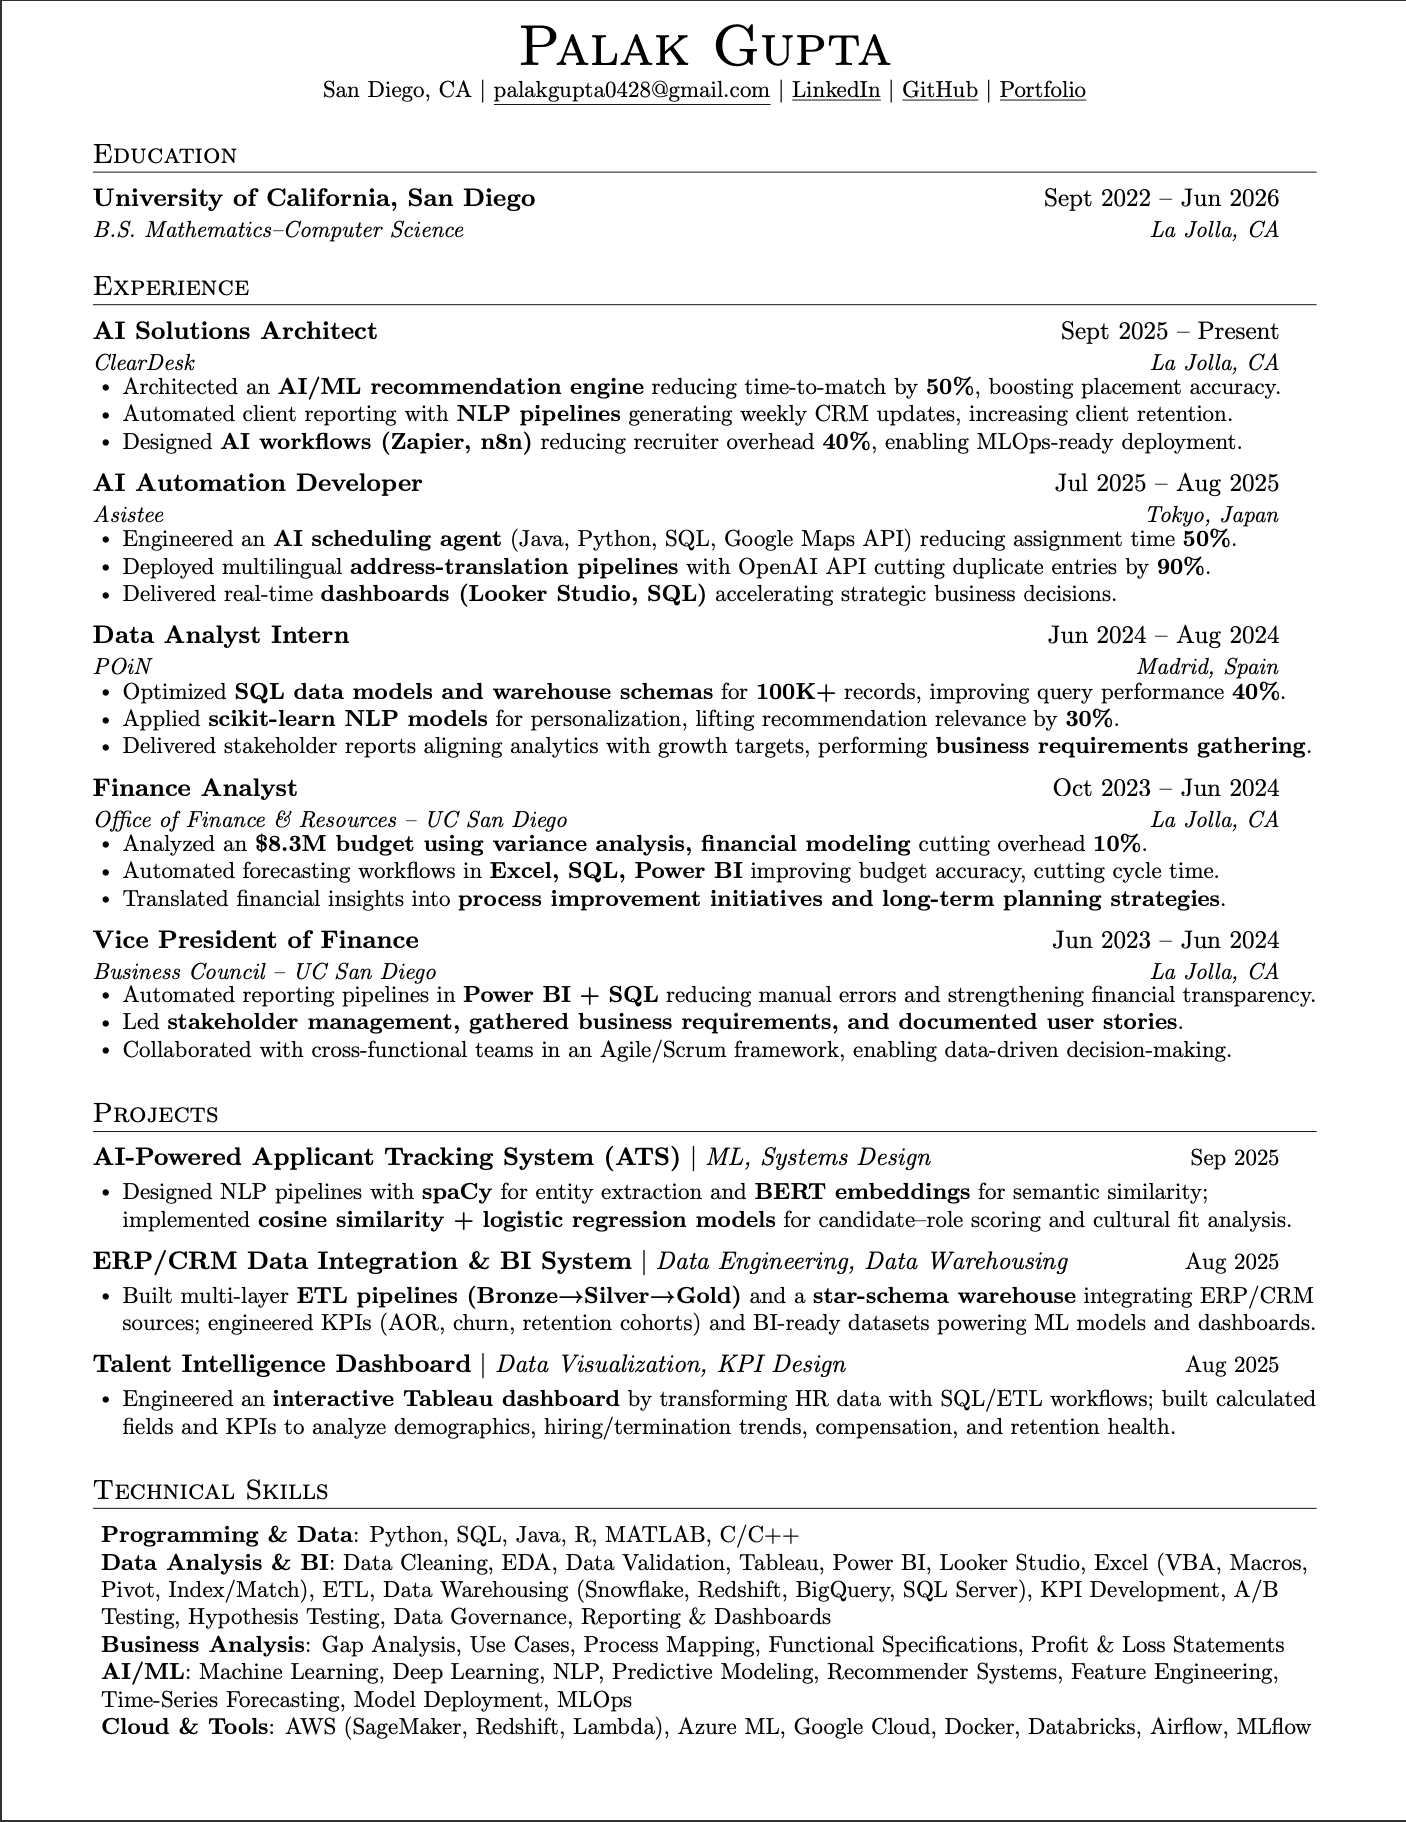 Palak Gupta
San Diego, CA | palakgupta0428@gmail.com | LinkedIn | GitHub | Portfolio
Education
University of California, San Diego Sept 2022 – Jun 2026
B.S. Mathematics–Computer Science La Jolla, CA
Experience
AI Solutions Architect Sept 2025 – Present
ClearDesk La Jolla, CA
• Architected an AI/ML recommendation engine reducing time-to-match by 50%, boosting placement accuracy.
• Automated client reporting with NLP pipelines generating weekly CRM updates, increasing client retention.
• Designed AI workflows (Zapier, n8n) reducing recruiter overhead 40%, enabling MLOps-ready deployment.
AI Automation Developer Jul 2025 – Aug 2025
Asistee Tokyo, Japan
• Engineered an AI scheduling agent (Java, Python, SQL, Google Maps API) reducing assignment time 50%.
• Deployed multilingual address-translation pipelines with OpenAI API cutting duplicate entries by 90%.
• Delivered real-time dashboards (Looker Studio, SQL) accelerating strategic business decisions.
Data Analyst Intern Jun 2024 – Aug 2024
POiN Madrid, Spain
• Optimized SQL data models and warehouse schemas for 100K+ records, improving query performance 40%.
• Applied scikit-learn NLP models for personalization, lifting recommendation relevance by 30%.
• Delivered stakeholder reports aligning analytics with growth targets, performing business requirements gathering.
Finance Analyst Oct 2023 – Jun 2024
Office of Finance & Resources – UC San Diego La Jolla, CA
• Analyzed an $8.3M budget using variance analysis, financial modeling cutting overhead 10%.
• Automated forecasting workflows in Excel, SQL, Power BI improving budget accuracy, cutting cycle time.
• Translated financial insights into process improvement initiatives and long-term planning strategies.
Vice President of Finance Jun 2023 – Jun 2024
Business Council – UC San Diego La Jolla, CA
• Automated reporting pipelines in Power BI + SQL reducing manual errors and strengthening financial transparency.
• Led stakeholder management, gathered business requirements, and documented user stories.
• Collaborated with cross-functional teams in an Agile/Scrum framework, enabling data-driven decision-making.
Projects
AI-Powered Applicant Tracking System (ATS) | ML, Systems Design Sep 2025
• Designed NLP pipelines with spaCy for entity extraction and BERT embeddings for semantic similarity;
implemented cosine similarity + logistic regression models for candidate–role scoring and cultural fit analysis.
ERP/CRM Data Integration & BI System | Data Engineering, Data Warehousing Aug 2025
• Built multi-layer ETL pipelines (Bronze→Silver→Gold) and a star-schema warehouse integrating ERP/CRM
sources; engineered KPIs (AOR, churn, retention cohorts) and BI-ready datasets powering ML models and dashboards.
Talent Intelligence Dashboard | Data Visualization, KPI Design Aug 2025
• Engineered an interactive Tableau dashboard by transforming HR data with SQL/ETL workflows; built calculated
fields and KPIs to analyze demographics, hiring/termination trends, compensation, and retention health.
Technical Skills
Programming & Data: Python, SQL, Java, R, MATLAB, C/C++
Data Analysis & BI: Data Cleaning, EDA, Data Validation, Tableau, Power BI, Looker Studio, Excel (VBA, Macros,
Pivot, Index/Match), ETL, Data Warehousing (Snowflake, Redshift, BigQuery, SQL Server), KPI Development, A/B
Testing, Hypothesis Testing, Data Governance, Reporting & Dashboards
Business Analysis: Gap Analysis, Use Cases, Process Mapping, Functional Specifications, Profit & Loss Statements
AI/ML: Machine Learning, Deep Learning, NLP, Predictive Modeling, Recommender Systems, Feature Engineering,
Time-Series Forecasting, Model Deployment, MLOps
Cloud & Tools: AWS (SageMaker, Redshift, Lambda), Azure ML, Google Cloud, Docker, Databricks, Airflow, MLflow